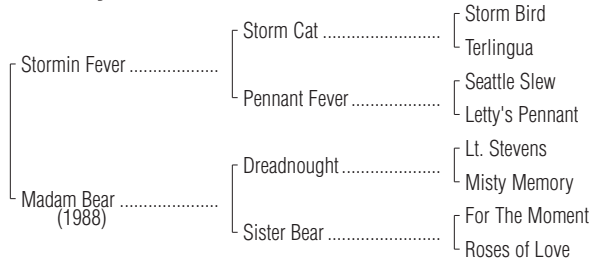 Storm Bird
Storm Cat ........................
Terlingua
Stormin Fever ..................
Seattle Slew
Pennant Fever..................
Letty's Pennant
Lt. Stevens
Dreadnought....................
Misty Memory
Madam Bear ....................
(1988)
For The Moment
Sister Bear .......................
Roses of Love